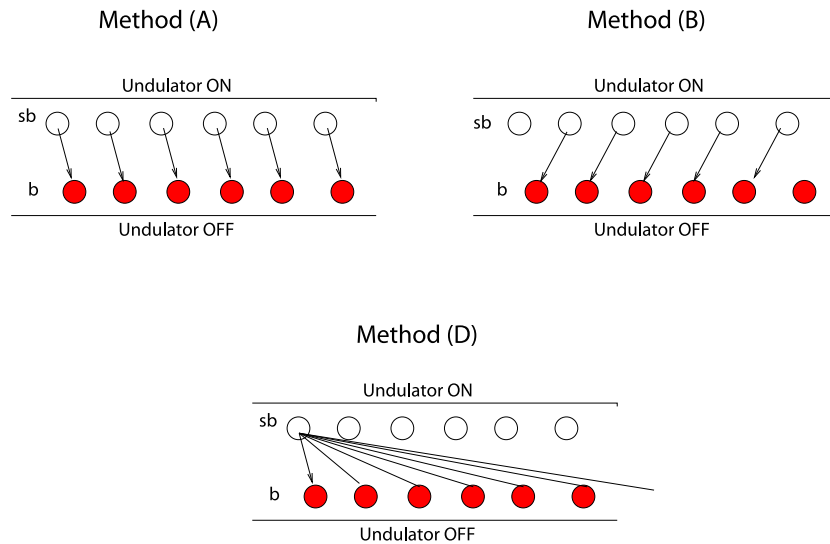 Method (A)
Undulator ON
sb
b
Undulator OFF
Method (B)
Undulator ON
sb
b
Undulator OFF
Method (D)
Undulator ON
sb
b
Undulator OFF